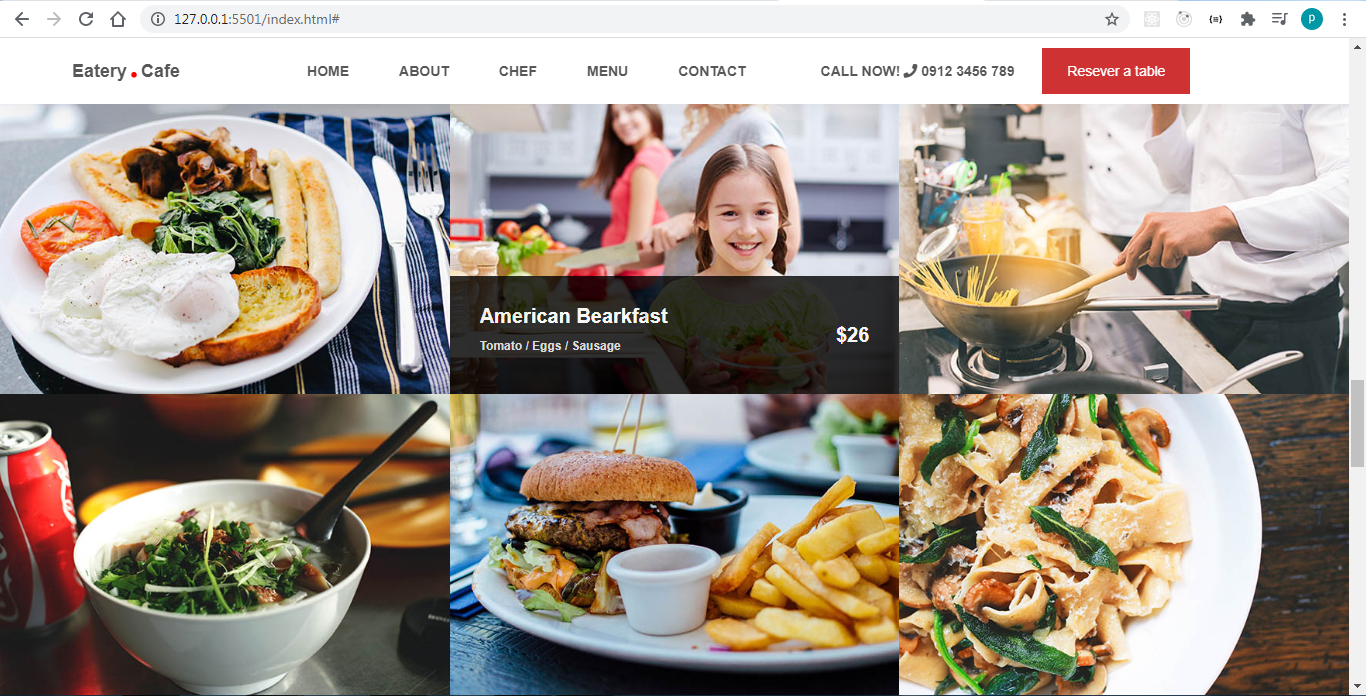 127.0.0.1:5501/index.html#
P
Eatery.Cafe HOME ABOUT CHEF MENU CONTACT CALL NOW! 0912 3456 789 Resever a table
American Bearkfast
$26
Tomato / Eggs / Sausage